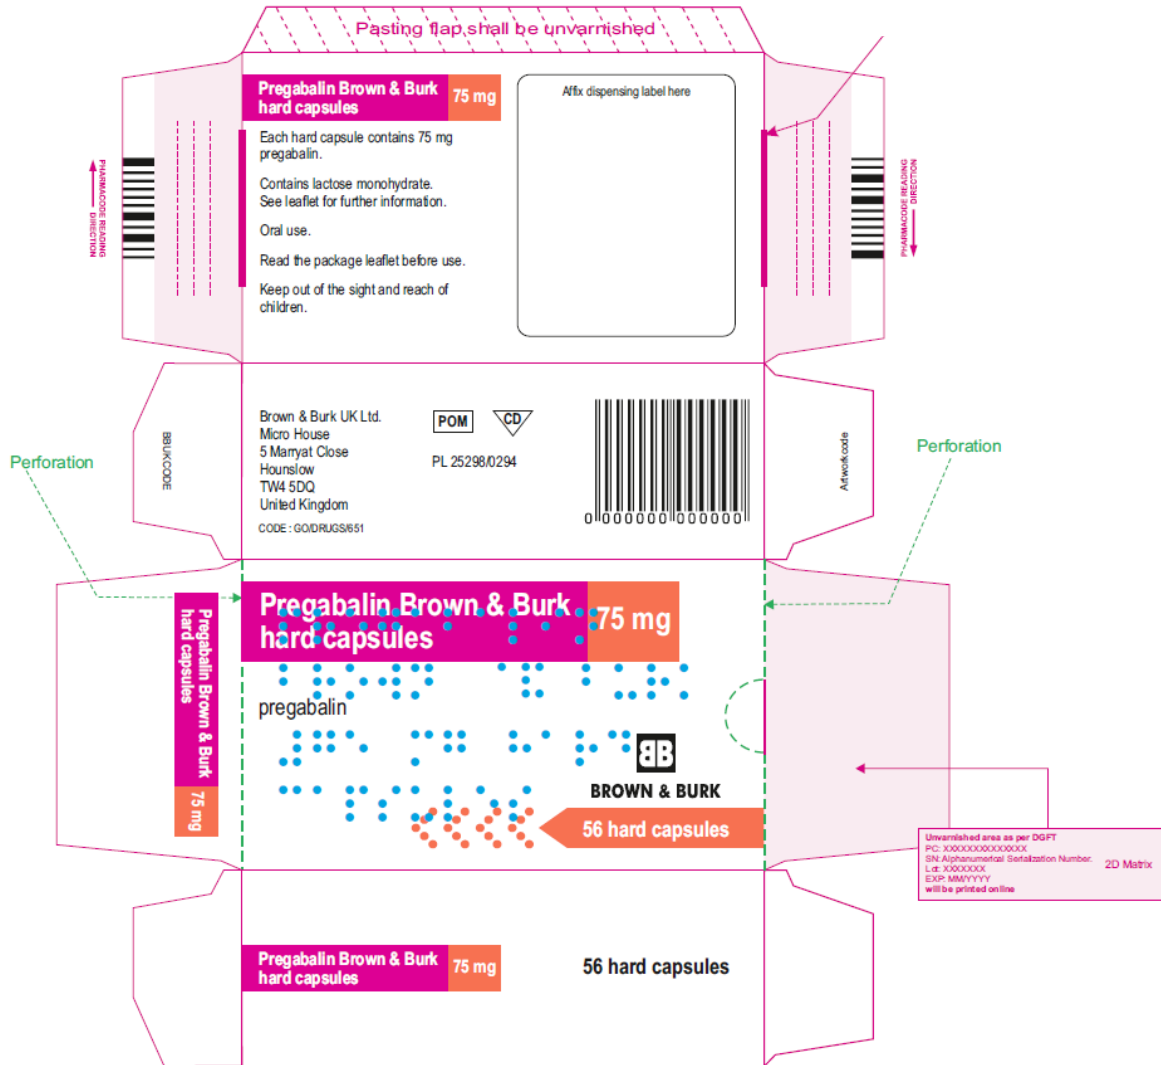 Pasting flap shall be unvarnished
Pregabalin Brown & Burk
hard capsules
75 mg
Each hard capsule contains 75 mg
pregabalin.
Contains lactose monohydrate.
See leaflet for further information.
Oral use.
Read the package leaflet before use.
Keep out of the sight and reach of
children.
Affix dispensing label here
PHARMACODE READING
DIRECTION
PHARMACODE READING
DIRECTION
BBUKCODE
Brown & Burk UK Ltd.
Micro House
5 Marryat Close
Hounslow
TW4 5DQ
United Kingdom
CODE : GO/DRUGS/651
POM
CD
PL 25298/0294
0 000000 000000
Artworkcode
Perforation
Perforation
Pregabalin Brown & Burk
hard capsules
75 mg
Pregabalin Brown & Burk
hard capsules
75 mg
pregabalin
BB
BROWN & BURK
56 hard capsules
Unvarnished area as per DGFT
PC: XXXXXXXXXXXXXX
SN: Alphanumerical Serialization Number.
Lot: XXXXXXX
EXP: MM/YYYY
will be printed online
2D Matrix
Pregabalin Brown & Burk
hard capsules
75 mg
56 hard capsules